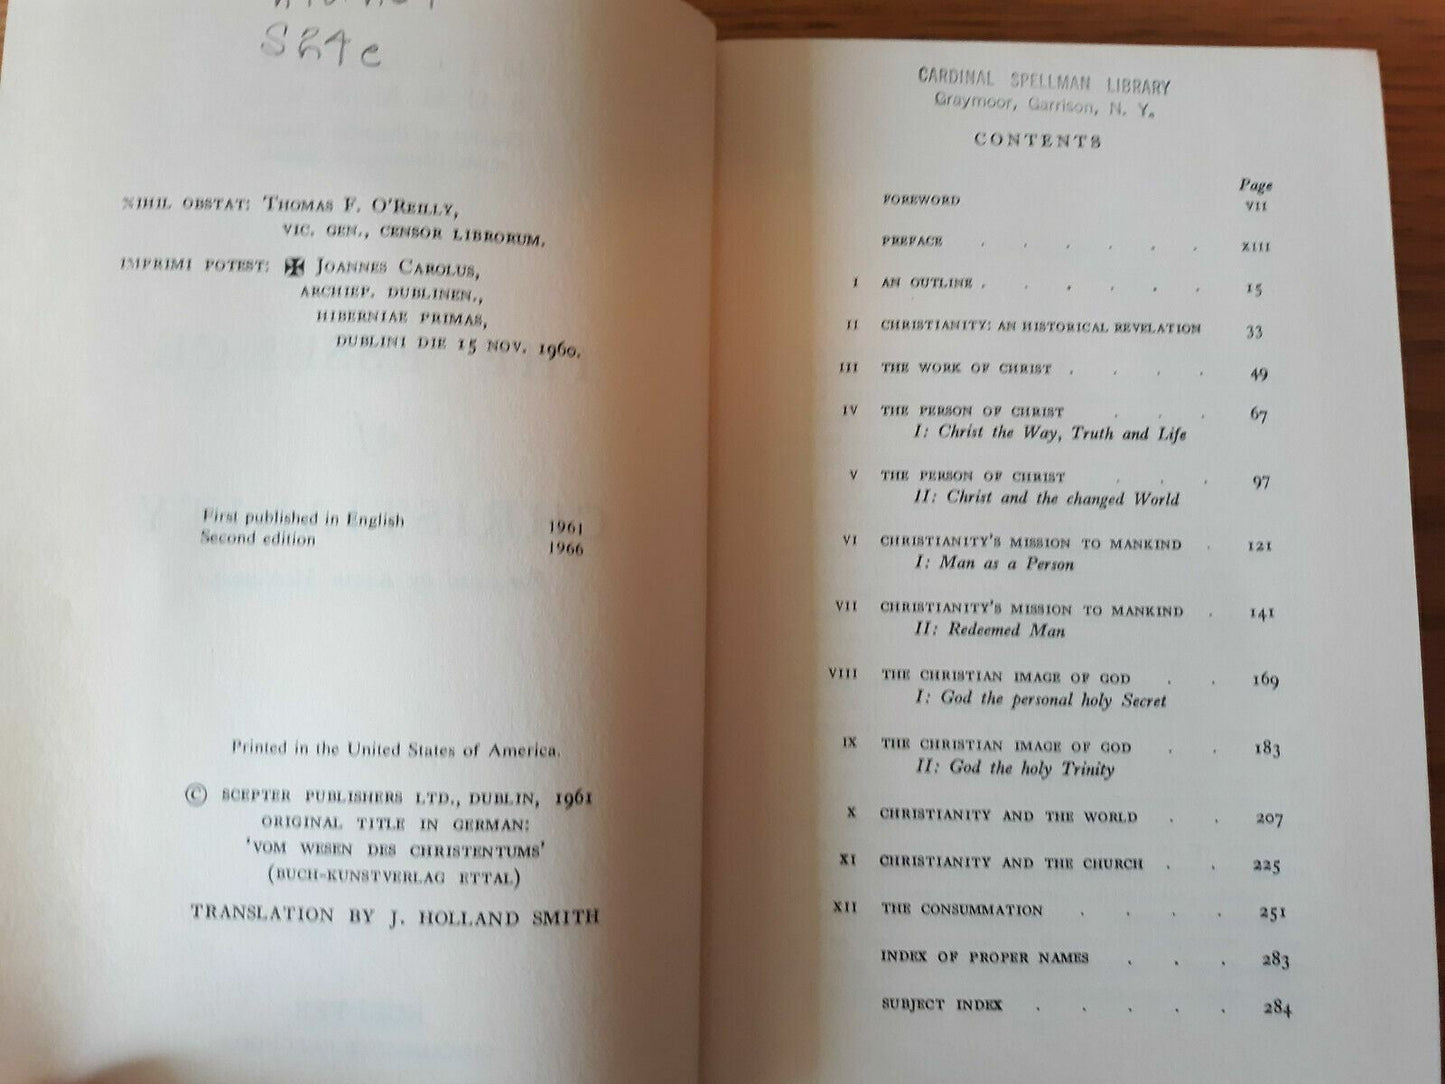 S24e
NIHIL OBSTAT: THOMAS F. O'REILLY,
VIC. GEN., CENSOR LIBRORUM.
IMPRIMI POTEST: ✠ JOANNES CAROLUS,
ARCHIEP. DUBLINEN.,
HIBERNIAE PRIMAS,
DUBLINI DIE 15 NOV. 1960.
First published in English 1961
Second edition 1966
Printed in the United States of America.
© SCEPTER PUBLISHERS LTD., DUBLIN, 1961
ORIGINAL TITLE IN GERMAN:
'VOM WESEN DES CHRISTENTUMS'
(BUCH-KUNSTVERLAG ETTAL)
TRANSLATION BY J. HOLLAND SMITH
CARDINAL SPELLMAN LIBRARY
Graymoor, Garrison, N. Y.
CONTENTS
Page
FOREWORD VII
PREFACE . . . . . . XIII
I AN OUTLINE . . . . . . 15
II CHRISTIANITY: AN HISTORICAL REVELATION 33
III THE WORK OF CHRIST . . . . 49
IV THE PERSON OF CHRIST . . . 67
I: Christ the Way, Truth and Life
V THE PERSON OF CHRIST . . . 97
II: Christ and the changed World
VI CHRISTIANITY'S MISSION TO MANKIND . 121
I: Man as a Person
VII CHRISTIANITY'S MISSION TO MANKIND . 141
II: Redeemed Man
VIII THE CHRISTIAN IMAGE OF GOD . . 169
I: God the personal holy Secret
IX THE CHRISTIAN IMAGE OF GOD . . 183
II: God the holy Trinity
X CHRISTIANITY AND THE WORLD . . 207
XI CHRISTIANITY AND THE CHURCH . . 225
XII THE CONSUMMATION . . . . 251
INDEX OF PROPER NAMES . . . 283
SUBJECT INDEX . . . . . 284